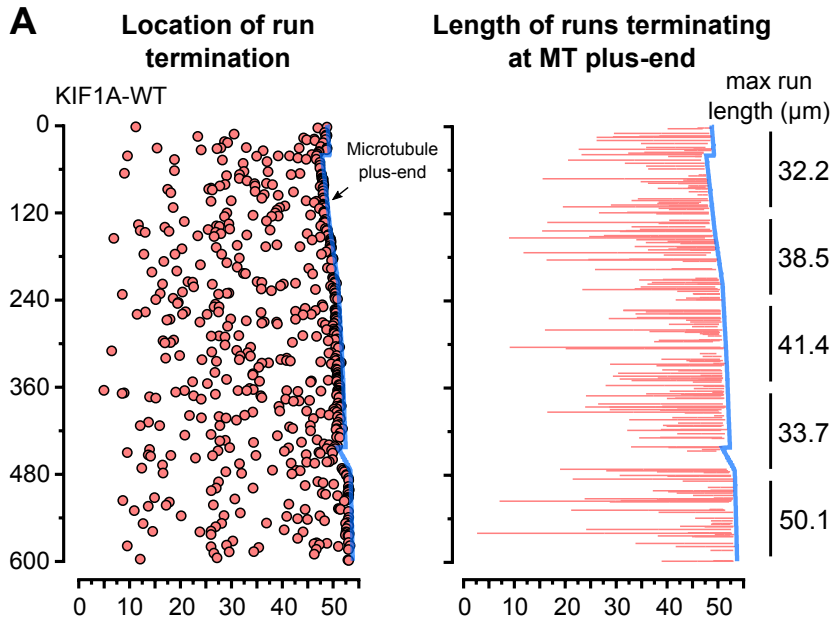 A
Location of run
termination
Length of runs terminating
at MT plus-end
KIF1A-WT
max run
length (µm)
Microtubule
plus-end
0
120
240
360
480
600
32.2
38.5
41.4
33.7
50.1
0 10 20 30 40 50
0 10 20 30 40 50